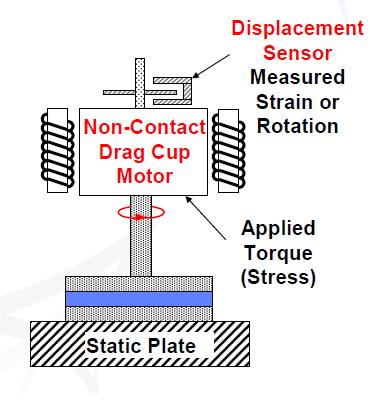 Displacement
Sensor
Measured
Strain or
Rotation
Non-Contact
Drag Cup
Motor
Applied
Torque
(Stress)
Static Plate